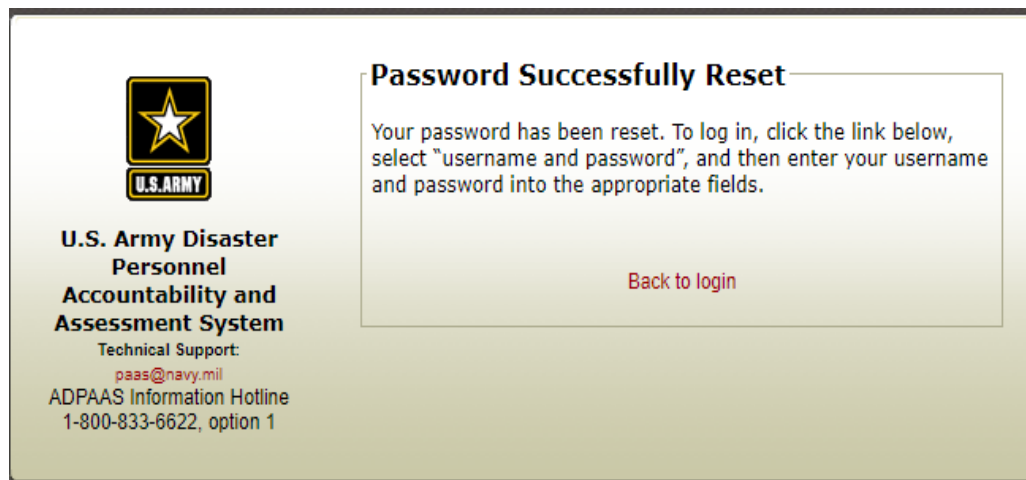 Password Successfully Reset
Your password has been reset. To log in, click the link below,
select “username and password”, and then enter your username
and password into the appropriate fields.
Back to login
U.S.ARMY
U.S. Army Disaster
Personnel
Accountability and
Assessment System
Technical Support:
paas@navy.mil
ADPAAS Information Hotline
1-800-833-6622, option 1